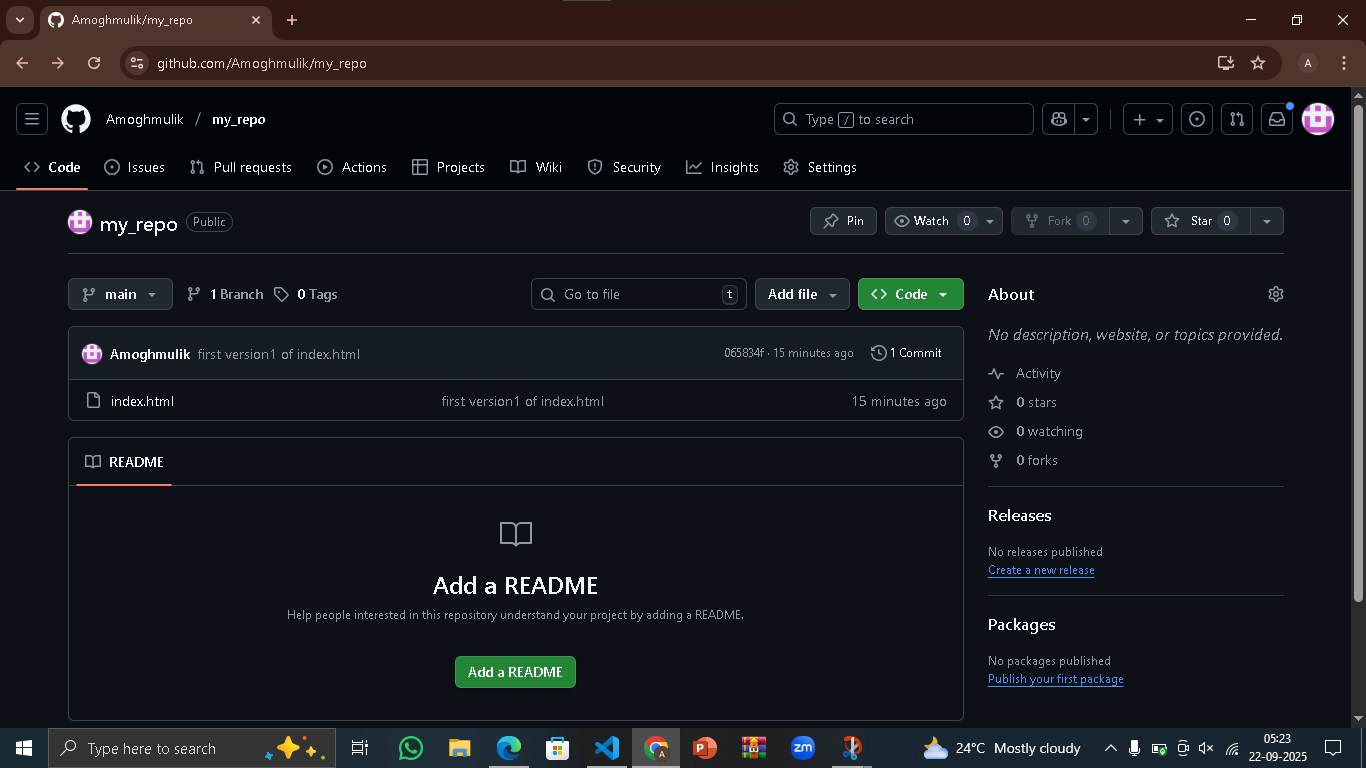 Amoghmulik/my_repo
github.com/Amoghmulik/my_repo
A
Amoghmulik / my_repo
Type / to search
Code Issues Pull requests Actions Projects Wiki Security Insights Settings
my_repo Public
Pin Watch 0 Fork 0 Star 0
main 1 Branch 0 Tags Go to file t Add file Code
Amoghmulik first version1 of index.html 065834f · 15 minutes ago 1 Commit
index.html first version1 of index.html 15 minutes ago
README
Add a README
Help people interested in this repository understand your project by adding a README.
Add a README
About
No description, website, or topics provided.
Activity
0 stars
0 watching
0 forks
Releases
No releases published
Create a new release
Packages
No packages published
Publish your first package
Type here to search
A
P
zm
24°C Mostly cloudy
05:23
22-09-2025